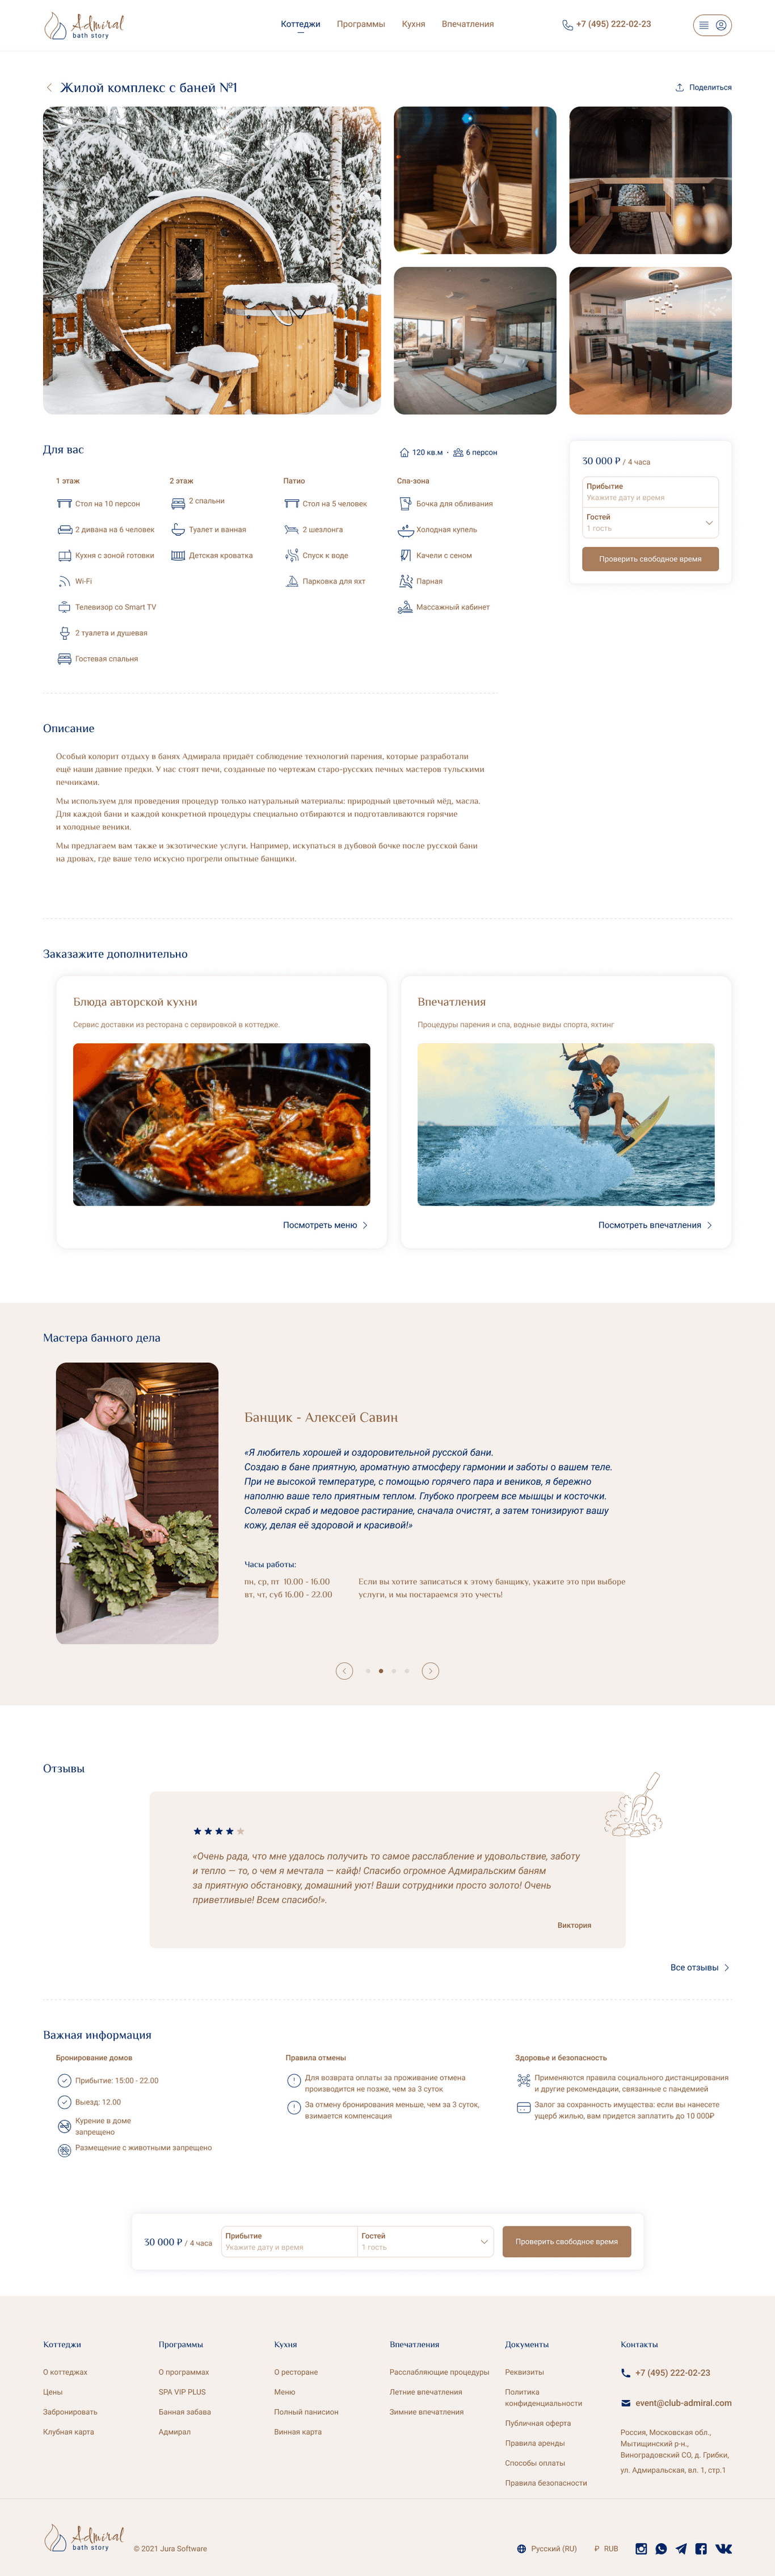 Admiral
bath story
Коттеджи
Программы
Кухня
Впечатления
+7 (495) 222-02-23
Жилой комплекс с баней №1
Поделиться
Для вас
120 кв.м · 6 персон
1 этаж
Стол на 10 персон
2 дивана на 6 человек
Кухня с зоной готовки
Wi-Fi
Телевизор со Smart TV
2 туалета и душевая
Гостевая спальня
2 этаж
2 спальни
Туалет и ванная
Детская кроватка
Патио
Стол на 5 человек
2 шезлонга
Спуск к воде
Парковка для яхт
Спа-зона
Бочка для обливания
Холодная купель
Качели с сеном
Парная
Массажный кабинет
30 000 ₽ / 4 часа
Прибытие
Укажите дату и время
Гостей
1 гость
Проверить свободное время
Описание
Особый колорит отдыху в банях Адмирала придаёт соблюдение технологий парения, которые разработали
ещё наши давние предки. У нас стоят печи, созданные по чертежам старо-русских печных мастеров тульскими
печниками.
Мы используем для проведения процедур только натуральный материалы: природный цветочный мёд, масла.
Для каждой бани и каждой конкретной процедуры специально отбираются и подготавливаются горячие
и холодные веники.
Мы предлагаем вам также и экзотические услуги. Например, искупаться в дубовой бочке после русской бани
на дровах, где ваше тело искусно прогрели опытные банщики.
Заказажите дополнительно
Блюда авторской кухни
Сервис доставки из ресторана с сервировкой в коттедже.
Посмотреть меню
Впечатления
Процедуры парения и спа, водные виды спорта, яхтинг
Посмотреть впечатления
Мастера банного дела
Банщик - Алексей Савин
«Я любитель хорошей и оздоровительной русской бани.
Создаю в бане приятную, ароматную атмосферу гармонии и заботы о вашем теле.
При не высокой температуре, с помощью горячего пара и веников, я бережно
наполню ваше тело приятным теплом. Глубоко прогреем все мышцы и косточки.
Солевой скраб и медовое растирание, сначала очистят, а затем тонизируют вашу
кожу, делая её здоровой и красивой!»
Часы работы:
пн, ср, пт 10.00 - 16.00
вт, чт, суб 16.00 - 22.00
Если вы хотите записаться к этому банщику, укажите это при выборе
услуги, и мы постараемся это учесть!
Отзывы
«Очень рада, что мне удалось получить то самое расслабление и удовольствие, заботу
и тепло — то, о чем я мечтала — кайф! Спасибо огромное Адмиральским баням
за приятную обстановку, домашний уют! Ваши сотрудники просто золото! Очень
приветливые! Всем спасибо!».
Виктория
Все отзывы
Важная информация
Бронирование домов
Прибытие: 15:00 - 22.00
Выезд: 12.00
Курение в доме
запрещено
Размещение с животными запрещено
Правила отмены
Для возврата оплаты за проживание отмена
производится не позже, чем за 3 суток
За отмену бронирования меньше, чем за 3 суток,
взимается компенсация
Здоровье и безопасность
Применяются правила социального дистанцирования
и другие рекомендации, связанные с пандемией
Залог за сохранность имущества: если вы нанесете
ущерб жилью, вам придется заплатить до 10 000₽
30 000 ₽ / 4 часа
Прибытие
Укажите дату и время
Гостей
1 гость
Проверить свободное время
Коттеджи
О коттеджах
Цены
Забронировать
Клубная карта
Программы
О программах
SPA VIP PLUS
Банная забава
Адмирал
Кухня
О ресторане
Меню
Полный панисион
Винная карта
Впечатления
Расслабляющие процедуры
Летние впечатления
Зимние впечатления
Документы
Реквизиты
Политика
конфиденциальности
Публичная оферта
Правила аренды
Способы оплаты
Правила безопасности
Контакты
+7 (495) 222-02-23
event@club-admiral.com
Россия, Московская обл.,
Мытищинский р-н.,
Виноградовский СО, д. Грибки,
ул. Адмиральская, вл. 1, стр.1
Admiral
bath story
© 2021 Jura Software
Русский (RU)
₽ RUB